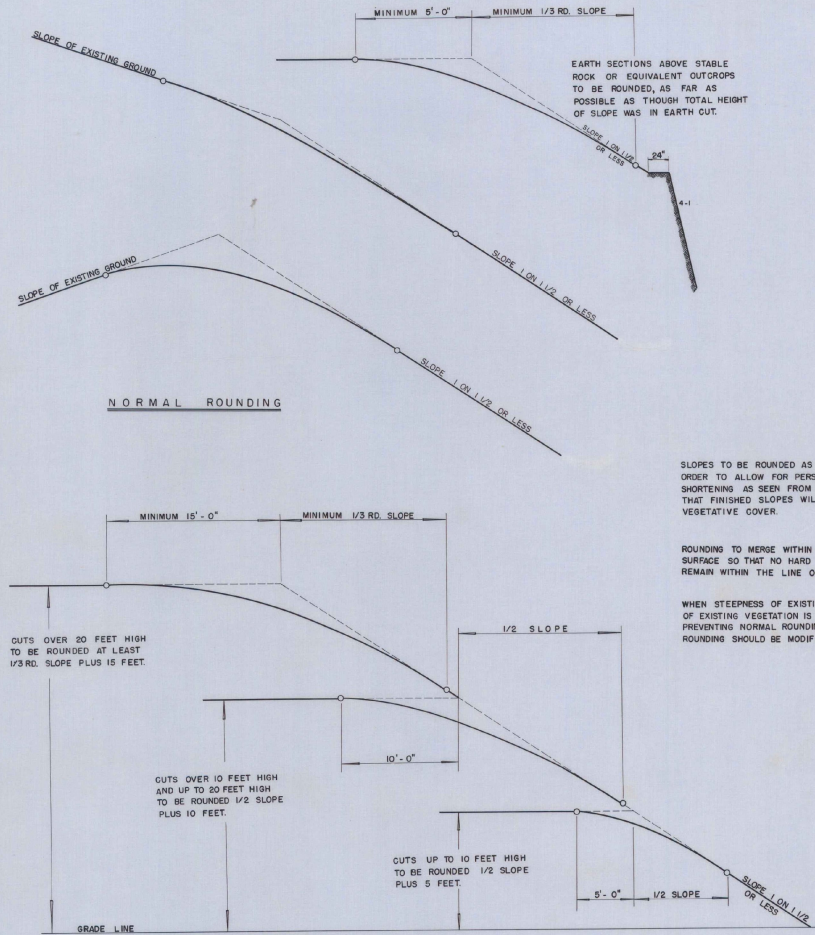 MINIMUM 5'-0"
MINIMUM 1/3 RD. SLOPE
SLOPE OF EXISTING GROUND
EARTH SECTIONS ABOVE STABLE
ROCK OR EQUIVALENT OUTCROPS
TO BE ROUNDED, AS FAR AS
POSSIBLE AS THOUGH TOTAL HEIGHT
OF SLOPE WAS IN EARTH CUT.
SLOPE 1 ON 1 1/2
OR LESS
24"
4-1
SLOPE OF EXISTING GROUND
SLOPE 1 ON 1 1/2 OR LESS
SLOPE 1 ON 1 1/2 OR LESS
NORMAL ROUNDING
SLOPES TO BE ROUNDED AS
ORDER TO ALLOW FOR PERS
SHORTENING AS SEEN FROM
THAT FINISHED SLOPES WIL
VEGETATIVE COVER.
ROUNDING TO MERGE WITHIN
SURFACE SO THAT NO HARD
REMAIN WITHIN THE LINE O
WHEN STEEPNESS OF EXISTI
OF EXISTING VEGETATION IS
PREVENTING NORMAL ROUNDIN
ROUNDING SHOULD BE MODIF
MINIMUM 15'-0"
MINIMUM 1/3 RD. SLOPE
CUTS OVER 20 FEET HIGH
TO BE ROUNDED AT LEAST
1/3 RD. SLOPE PLUS 15 FEET.
1/2 SLOPE
10'-0"
CUTS OVER 10 FEET HIGH
AND UP TO 20 FEET HIGH
TO BE ROUNDED 1/2 SLOPE
PLUS 10 FEET.
CUTS UP TO 10 FEET HIGH
TO BE ROUNDED 1/2 SLOPE
PLUS 5 FEET.
5'-0"
1/2 SLOPE
SLOPE 1 ON 1 1/2
OR LESS
GRADE LINE